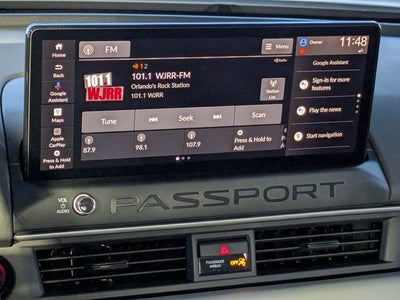 Home
Back
Google
Assistant
Maps
Apple
CarPlay
Press &
Hold to
Add
FM
Menu
12
101.1 WJRR-FM
Orlando's Rock Station
101.1 WJRR
101.1
WJRR
Station
List
Tune
Seek
Scan
87.9
98.1
107.9
Press & Hold to
Add
Owner
11:48
Google Assistant
Sign-in for more
features
Play the news
Start navigation
VOL
AUDIO
PASSPORT
PASSENGER
AIRBAG
OFF